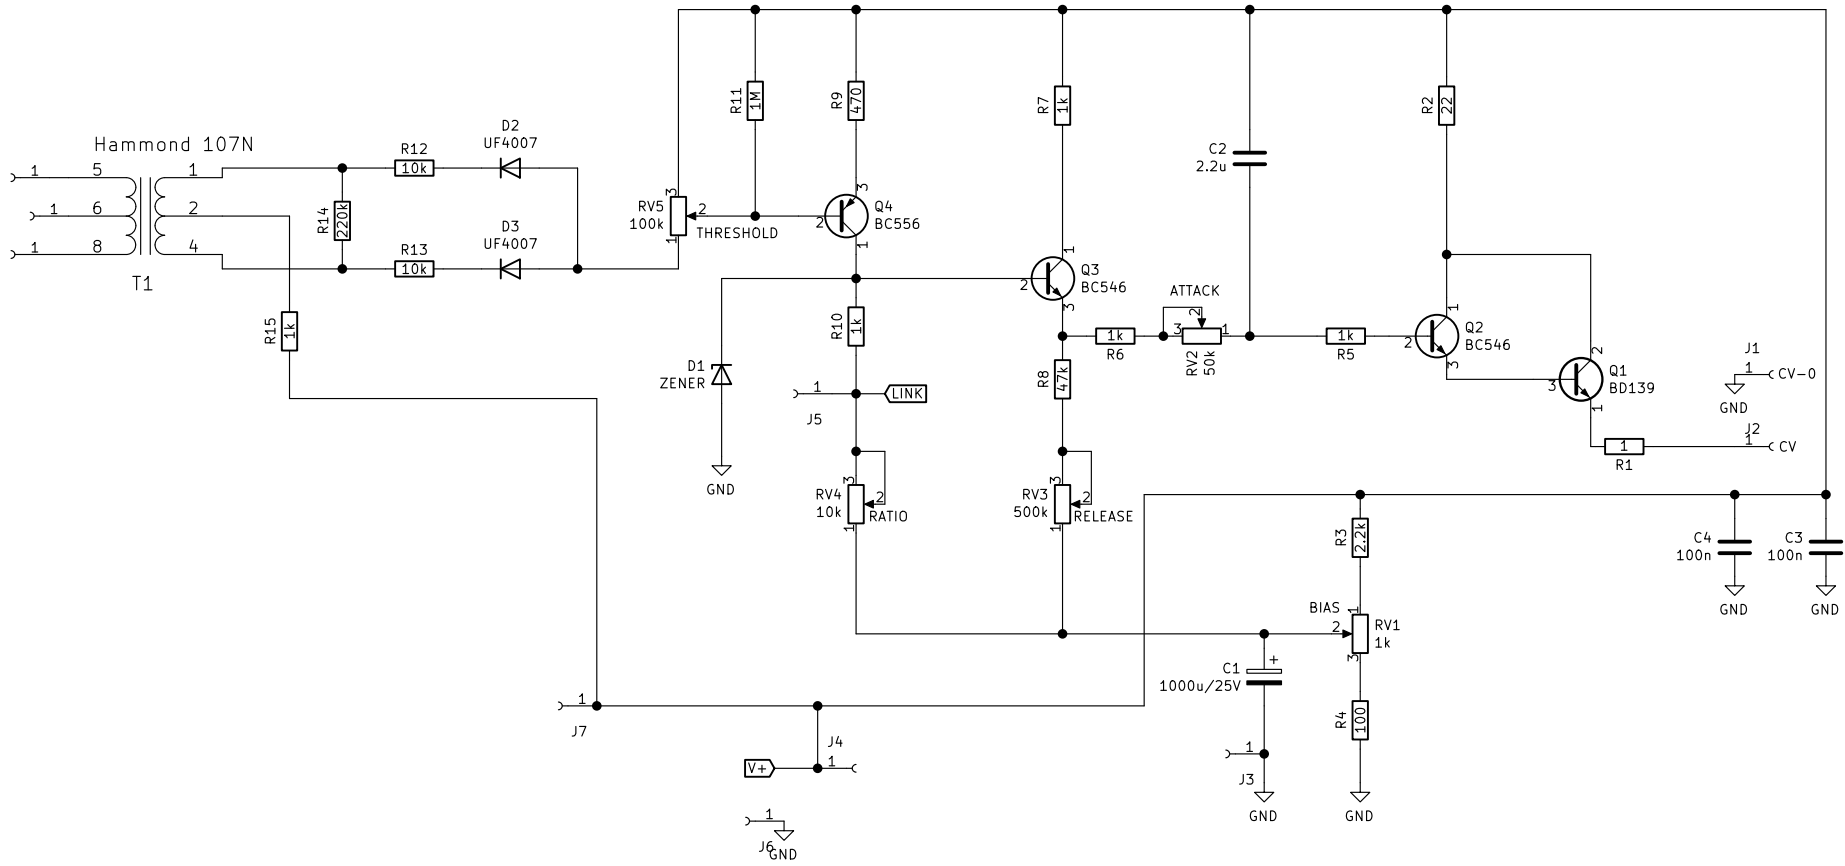 Hammond 107N
1 5 1
1 6 2
1 8 4
T1
R14 220k
R12
10k
R13
10k
D2
UF4007
D3
UF4007
R15 1k
RV5
100k
3 2 1
THRESHOLD
R11 1M
R9 470
Q4
BC556
3
2
1
D1
ZENER
GND
R10 1k
1
J5
LINK
RV4
10k
3 2 1
RATIO
R7 1k
Q3
BC546
1
2
3
R8 47k
1k
R6
ATTACK
3 2 1
RV2 50k
RV3
500k
3 2 1
RELEASE
C2
2.2u
1k
R5
R2 22
Q2
BC546
1
2
3
Q1
BD139
2
3
1
1
R1
J1
1
CV-0
GND
J2
1
CV
R3 2.2k
BIAS
1 2 3
RV1
1k
R4 100
GND
C1
1000u/25V
+
1
J3
GND
C4
100n
GND
C3
100n
GND
1
J7
J4
V+
1
1
J6
GND